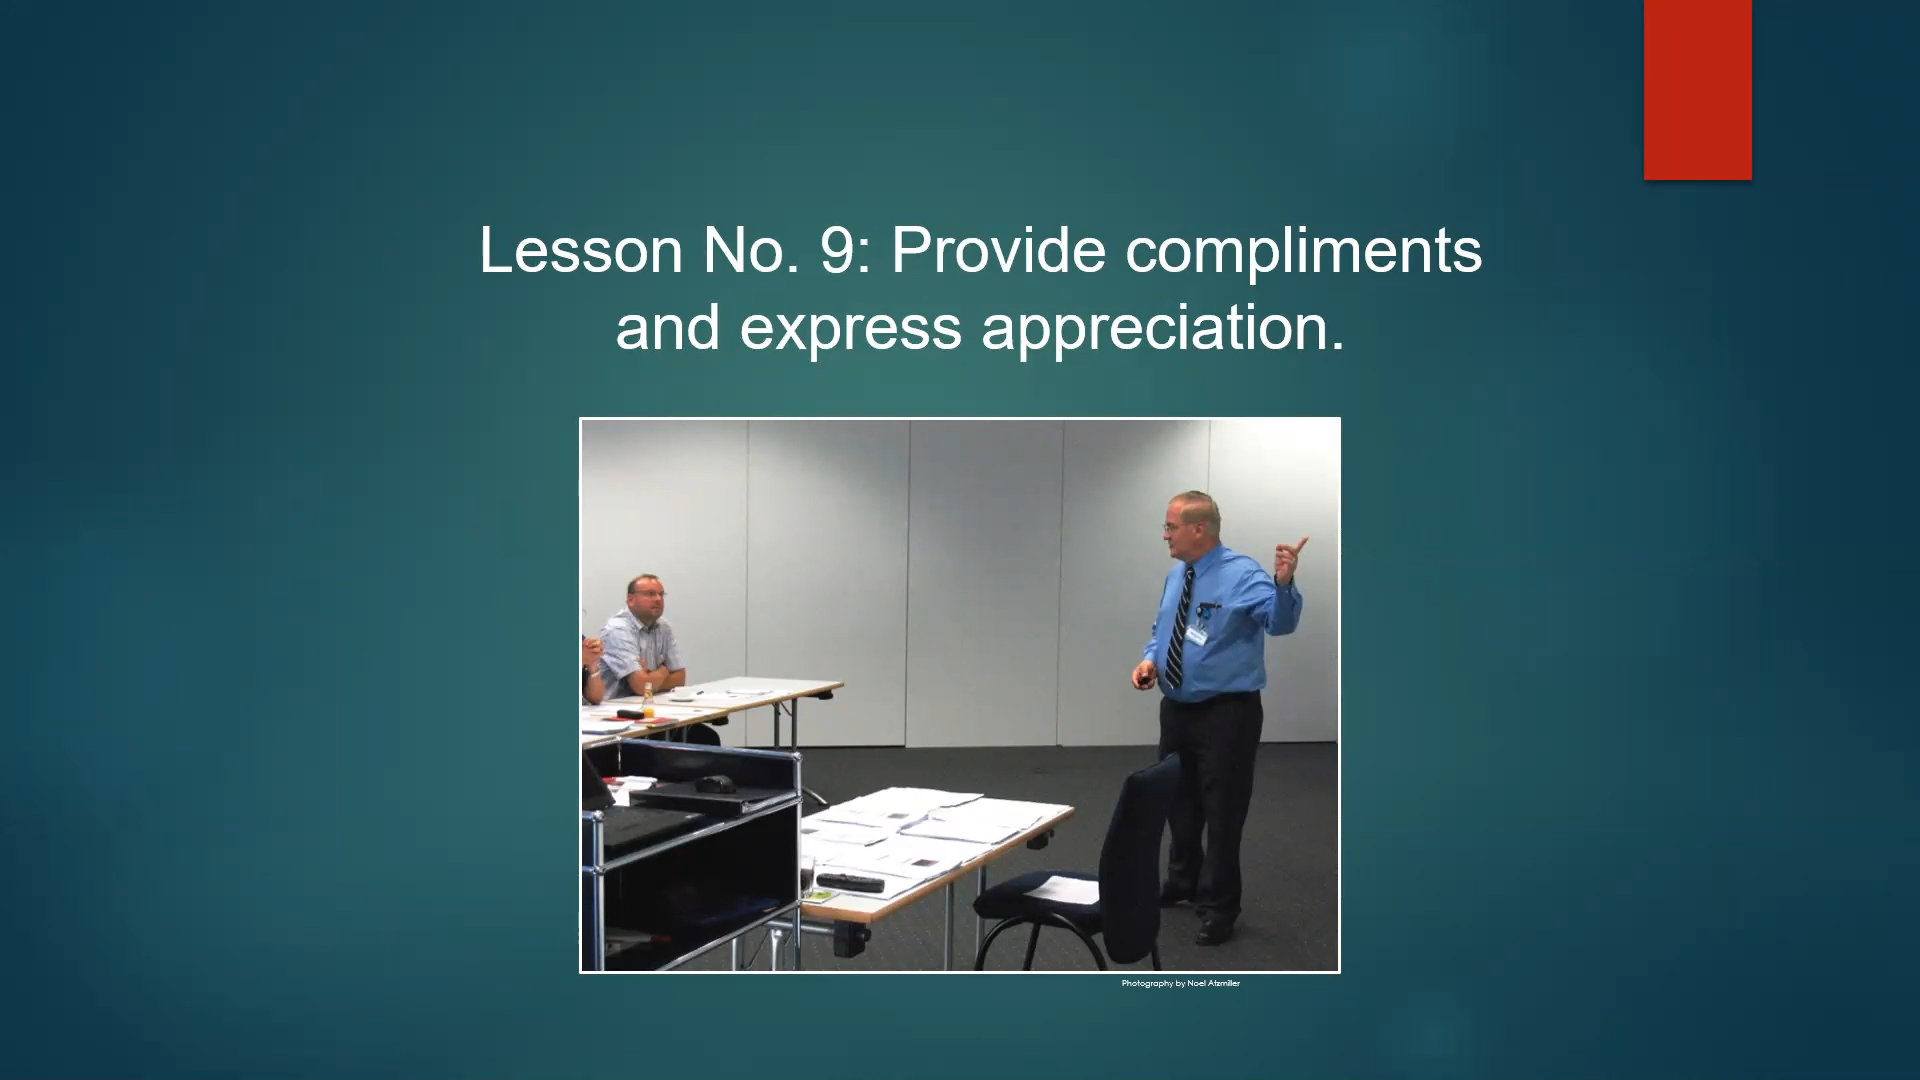 Lesson No. 9: Provide compliments
and express appreciation.
Photography by Noel Atzmiller